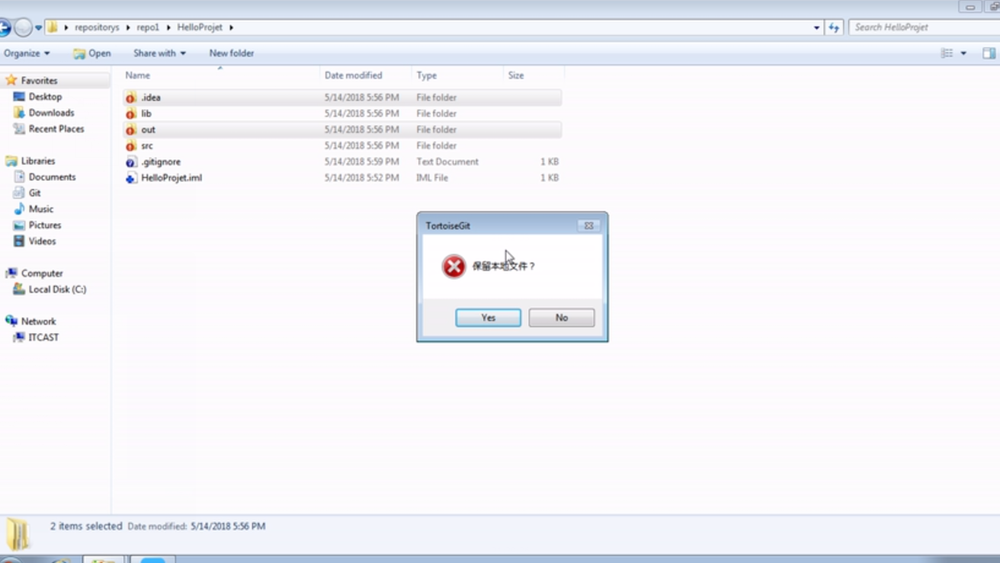 repositorys repo1 HelloProjet
Search HelloProjet
Organize Open Share with New folder
Name Date modified Type Size
Favorites
Desktop
Downloads
Recent Places
Libraries
Documents
Git
Music
Pictures
Videos
Computer
Local Disk (C:)
Network
ITCAST
.idea 5/14/2018 5:56 PM File folder
lib 5/14/2018 5:56 PM File folder
out 5/14/2018 5:56 PM File folder
src 5/14/2018 5:56 PM File folder
.gitignore 5/14/2018 5:59 PM Text Document 1 KB
HelloProjet.iml 5/14/2018 5:52 PM IML File 1 KB
TortoiseGit
保留本地文件？
Yes No
2 items selected Date modified: 5/14/2018 5:56 PM